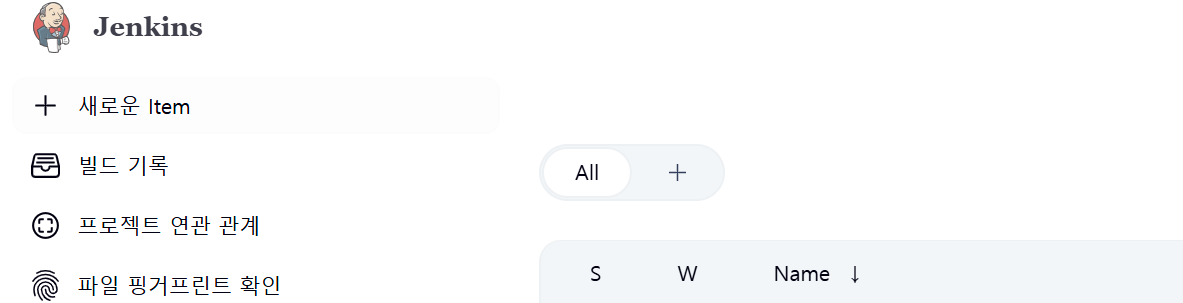 Jenkins
새로운 Item
빌드 기록
프로젝트 연관 관계
파일 핑거프린트 확인
All +
S W Name ↓